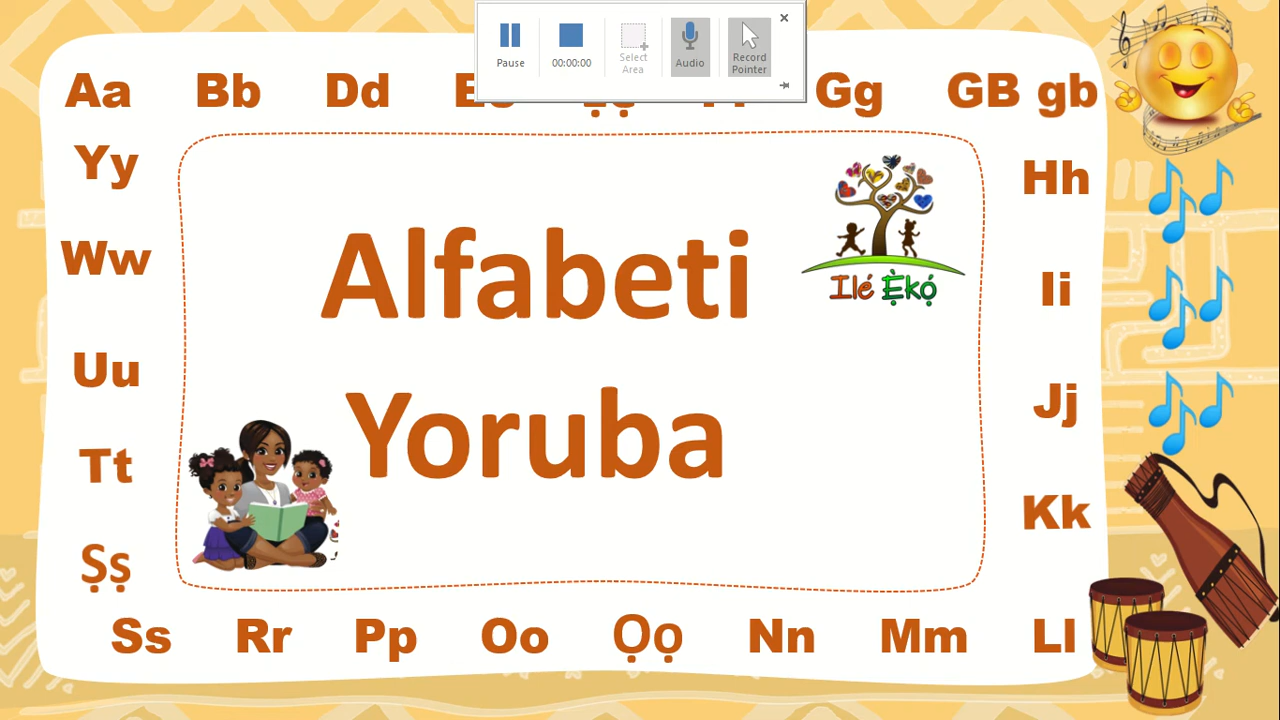 Pause
00:00:00
Select
Area
Audio
Record
Pointer
Aa Bb Dd Gg GB gb
Yy
Hh
Ww
Ii
Uu
Jj
Tt
Kk
Ṣṣ
Ss Rr Pp Oo Ọọ Nn Mm Ll
Alfabeti
Yoruba
Ilé Èkọ́